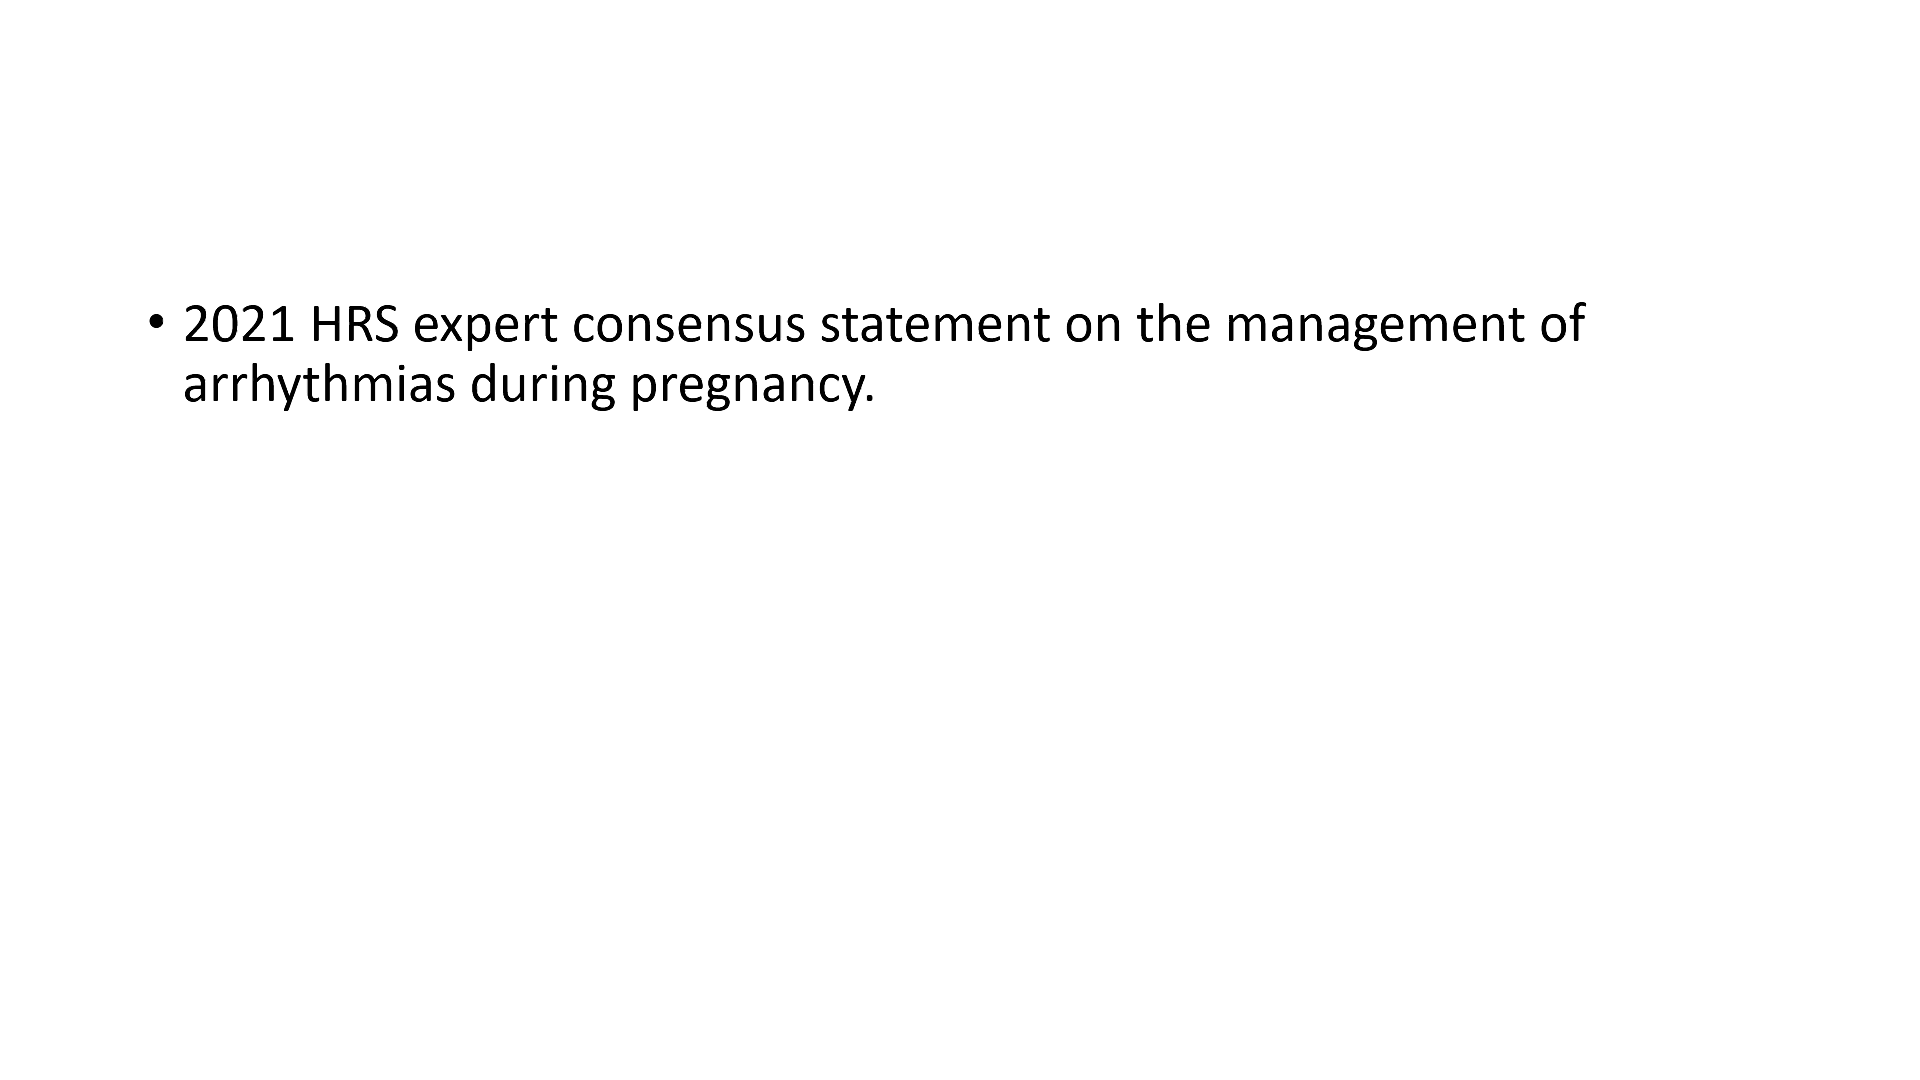 • 2021 HRS expert consensus statement on the management of
arrhythmias during pregnancy.